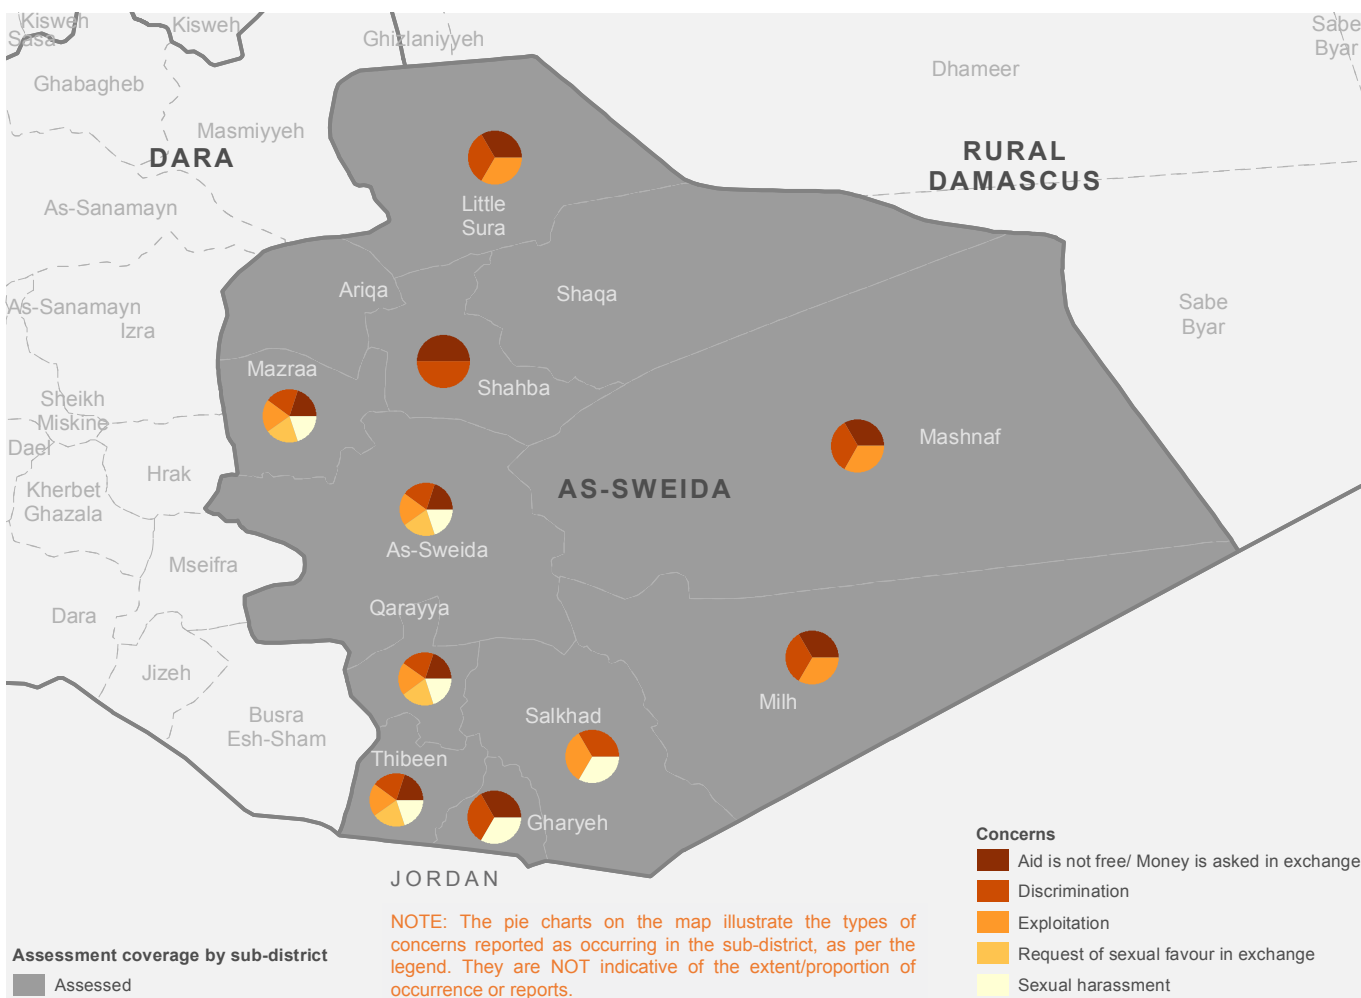 Kisweh
Sasa
Kisweh
Ghizlaniyyeh
Sabe
Byar
Dhameer
Ghabagheb
Masmiyyeh
DARA
RURAL
DAMASCUS
As-Sanamayn
Little
Sura
Ariqa
Shaqa
As-Sanamayn
Izra
Sabe
Byar
Mazraa
Shahba
Sheikh
Miskine
Dael
Mashnaf
Hrak
Kherbet
Ghazala
AS-SWEIDA
As-Sweida
Mseifra
Dara
Qarayya
Jizeh
Milh
Busra
Esh-Sham
Salkhad
Thibeen
Gharyeh
JORDAN
NOTE: The pie charts on the map illustrate the types of
concerns reported as occurring in the sub-district, as per the
legend. They are NOT indicative of the extent/proportion of
occurrence or reports.
Assessment coverage by sub-district
Assessed
Concerns
Aid is not free/ Money is asked in exchange
Discrimination
Exploitation
Request of sexual favour in exchange
Sexual harassment